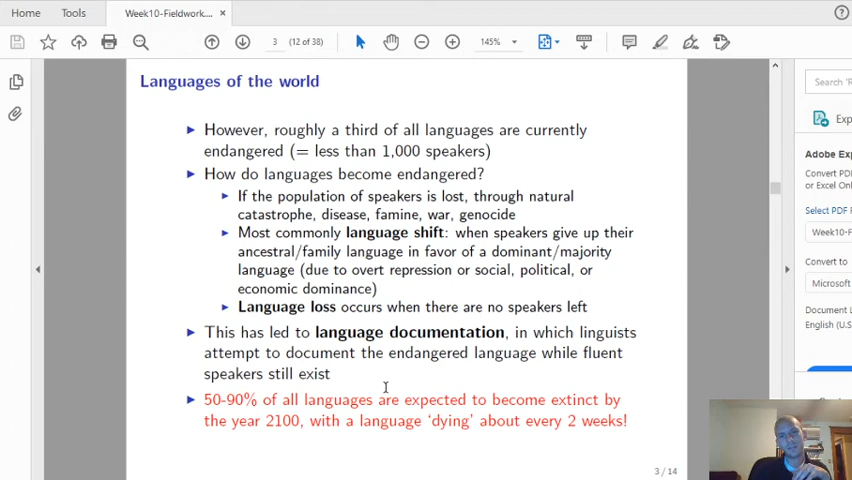 Home Tools Week10-Fieldwork.... ×
3 (12 of 38) 145%
Languages of the world
Search "R
However, roughly a third of all languages are currently
endangered (= less than 1,000 speakers)
How do languages become endangered?
If the population of speakers is lost, through natural
catastrophe, disease, famine, war, genocide
Most commonly language shift: when speakers give up their
ancestral/family language in favor of a dominant/majority
language (due to overt repression or social, political, or
economic dominance)
Language loss occurs when there are no speakers left
This has led to language documentation, in which linguists
attempt to document the endangered language while fluent
speakers still exist
50-90% of all languages are expected to become extinct by
the year 2100, with a language ‘dying’ about every 2 weeks!
3 / 14
Exp
Adobe Exp
Convert PD
or Excel Onli
Select PDF F
Week10-Fi
Convert to
Microsoft
Document L
English (U.S